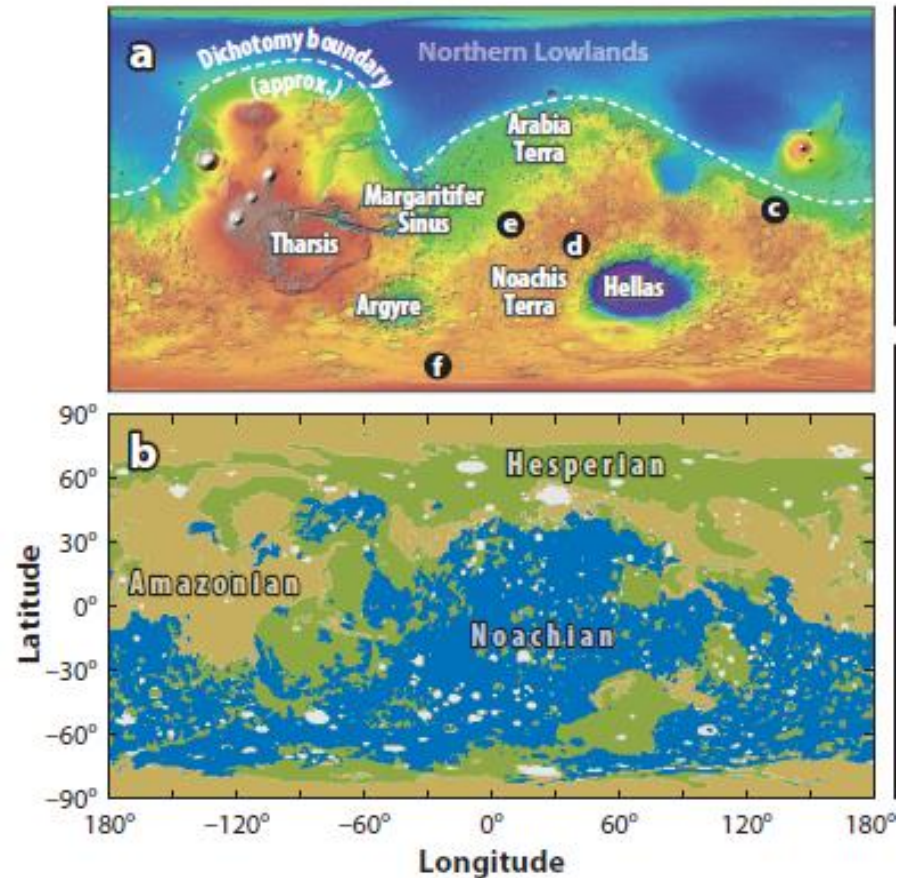 a
Dichotomy boundary
(approx.)
Northern Lowlands
Arabia
Terra
Margaritifer
Sinus
Tharsis
c
e
d
Noachis
Terra
Hellas
Argyre
f
90°
b
Hesperian
60°
30°
Amazonian
0°
Noachian
−30°
−60°
−90°
Latitude
180° −120° −60° 0° 60° 120° 180°
Longitude